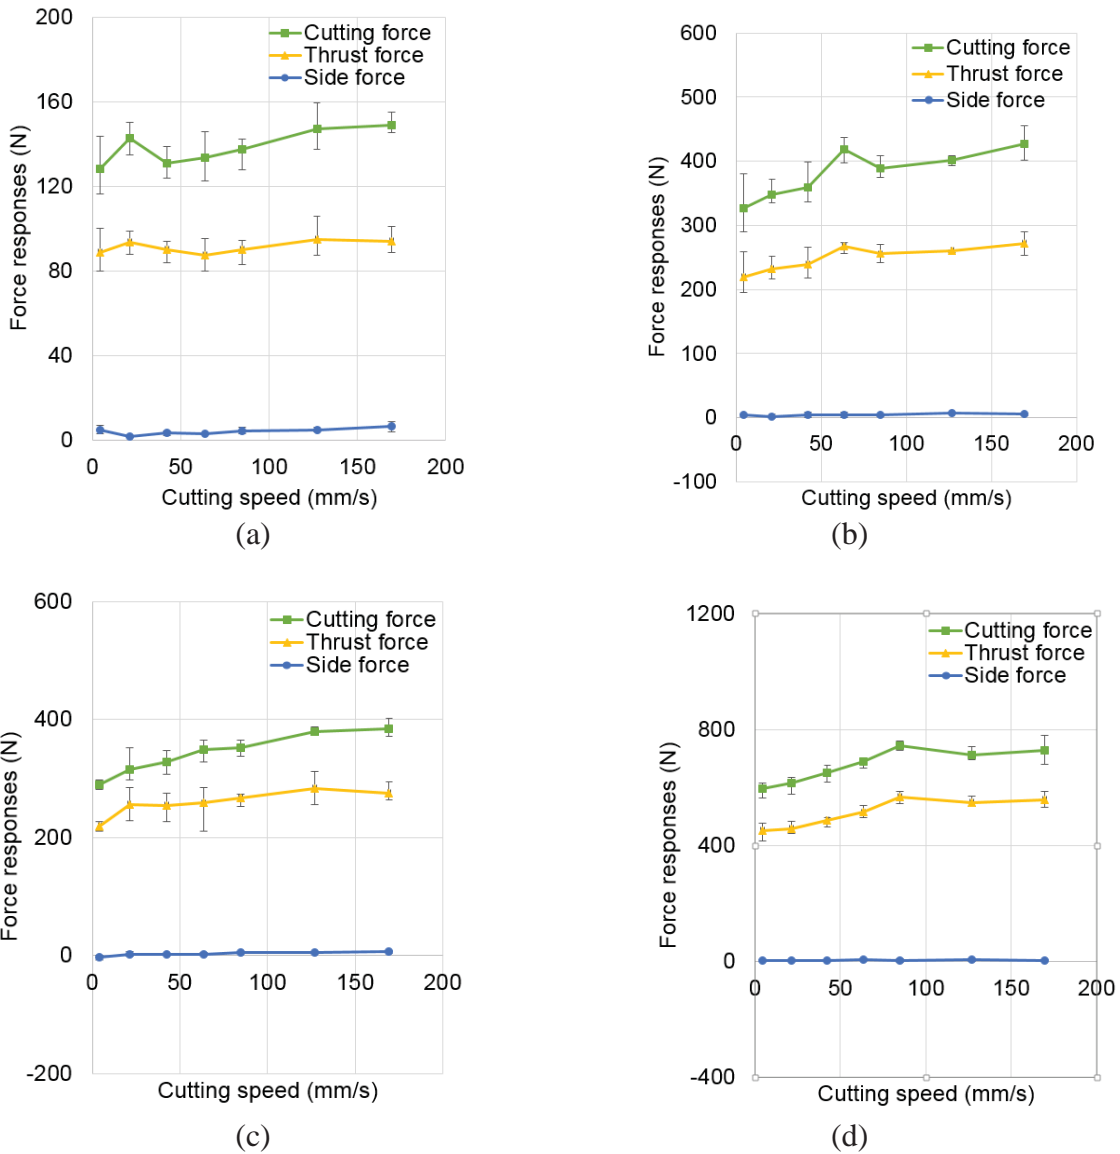 200
160
120
80
40
0
Force responses (N)
Cutting force
Thrust force
Side force
0 50 100 150 200
Cutting speed (mm/s)
(a)
600
500
400
300
200
100
0
-100
Force responses (N)
Cutting force
Thrust force
Side force
0 50 100 150 200
Cutting speed (mm/s)
(b)
600
400
200
0
-200
Force responses (N)
Cutting force
Thrust force
Side force
0 50 100 150 200
Cutting speed (mm/s)
(c)
1200
800
400
0
-400
Force responses (N)
Cutting force
Thrust force
Side force
0 50 100 150 200
Cutting speed (mm/s)
(d)